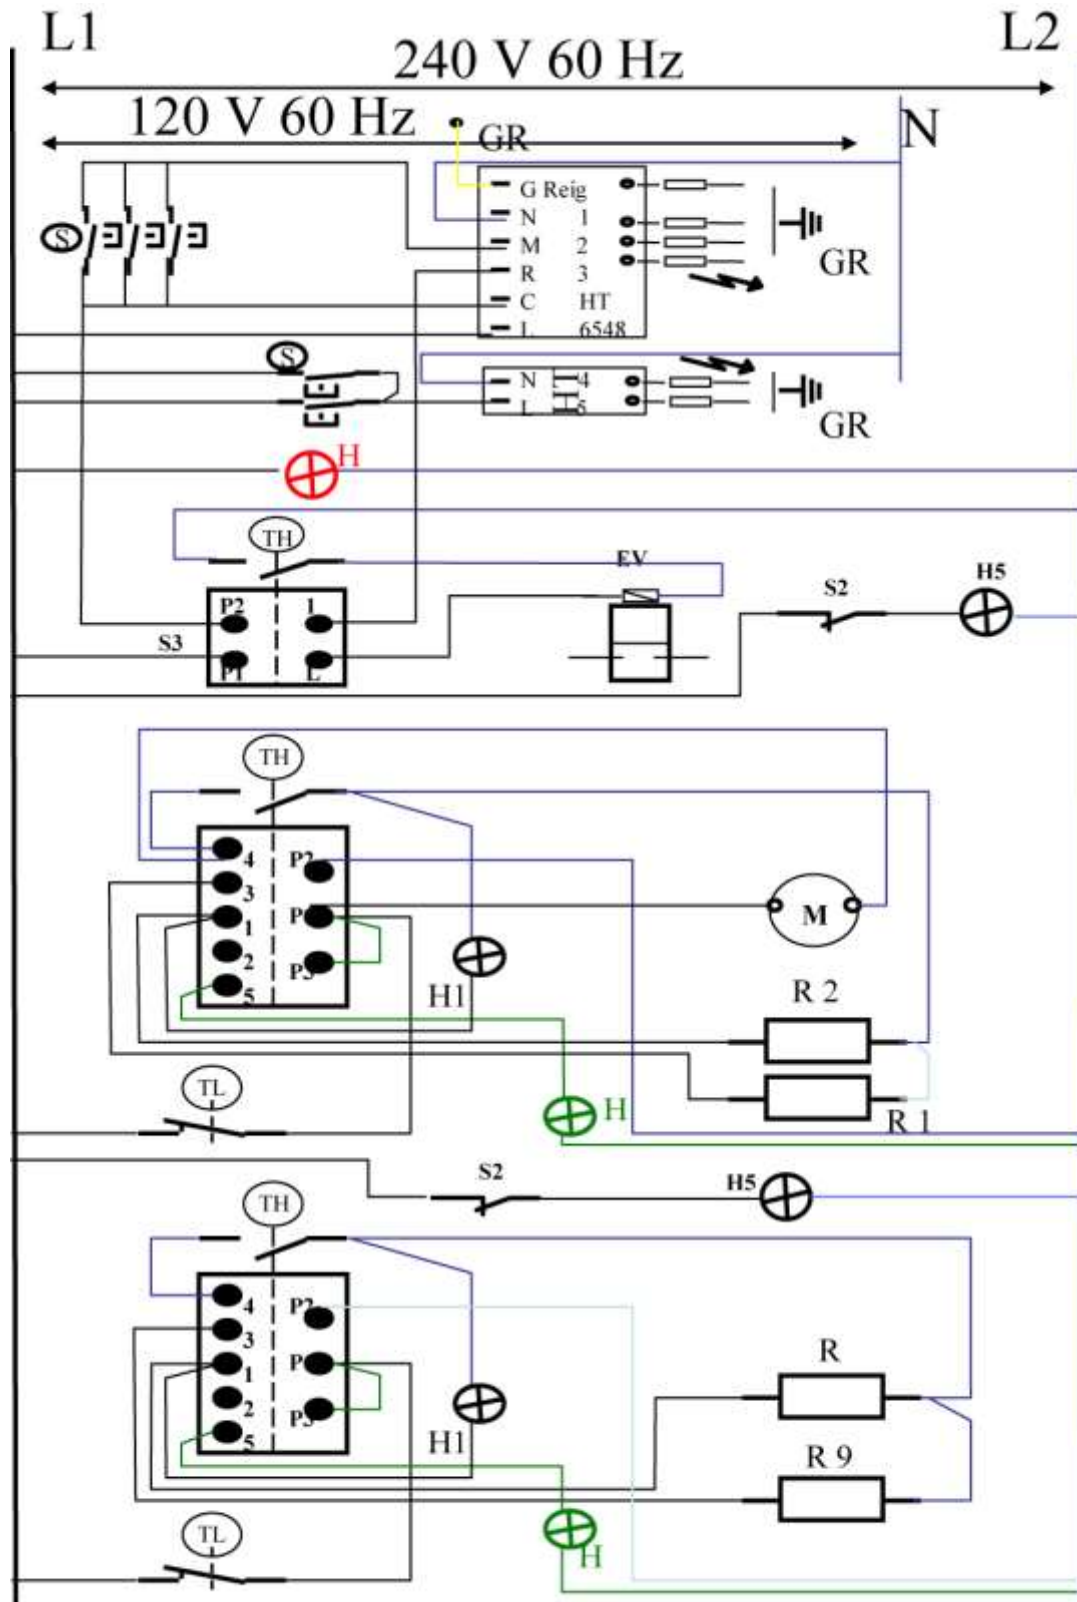 L1 L2
240 V 60 Hz
120 V 60 Hz
GR N
G Reig
N 1
M 2
R 3
C HT
L 6548
GR
S
S
N 4
L 5
GR
H
TH
EV
S2 H5
P2 1
S3
P1 L
TH
4 P2
3
1 P
M
2 P3
5
H1
R 2
TL
H
R 1
S2 H5
TH
4 P2
3
1 P
R
2 P3
5
H1
R 9
TL
H